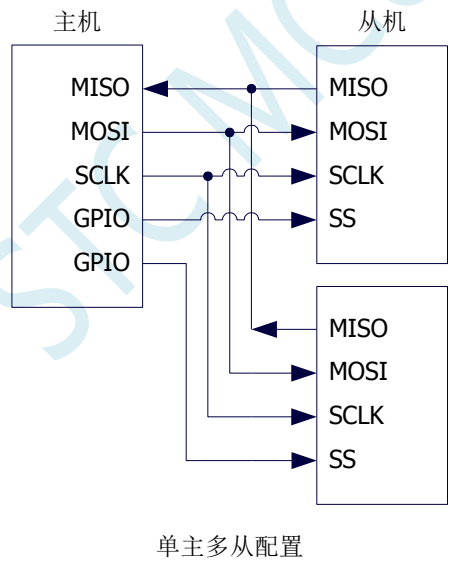 主机
从机
MISO
MOSI
SCLK
GPIO
GPIO
MISO
MOSI
SCLK
SS
MISO
MOSI
SCLK
SS
单主多从配置
STCMC